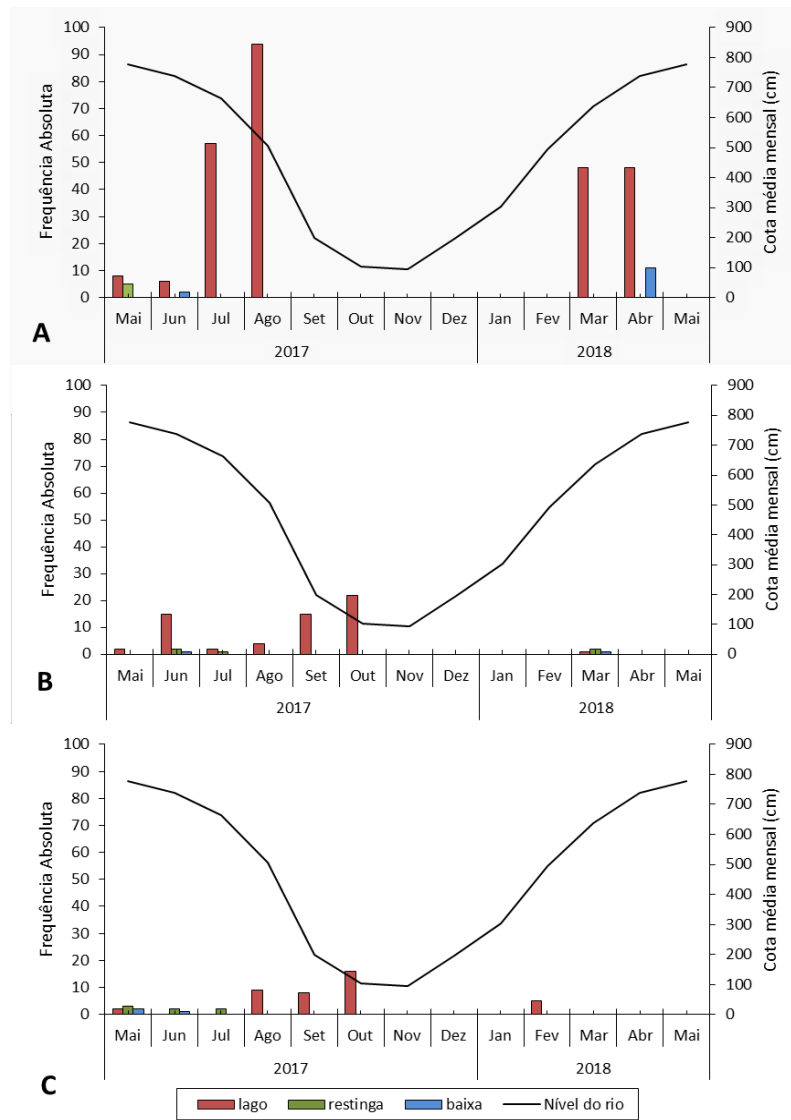 100 90 80 70 60 50 40 30 20 10 0
Frequência Absoluta
900 800 700 600 500 400 300 200 100 0
Cota média mensal (cm)
Mai Jun Jul Ago Set Out Nov Dez Jan Fev Mar Abr Mai
2017 2018
A
100 90 80 70 60 50 40 30 20 10 0
Frequência Absoluta
900 800 700 600 500 400 300 200 100 0
Cota média mensal (cm)
Mai Jun Jul Ago Set Out Nov Dez Jan Fev Mar Abr Mai
2017 2018
B
100 90 80 70 60 50 40 30 20 10 0
Frequência Absoluta
900 800 700 600 500 400 300 200 100 0
Cota média mensal (cm)
Mai Jun Jul Ago Set Out Nov Dez Jan Fev Mar Abr Mai
2017 2018
C
lago restinga baixa Nível do rio